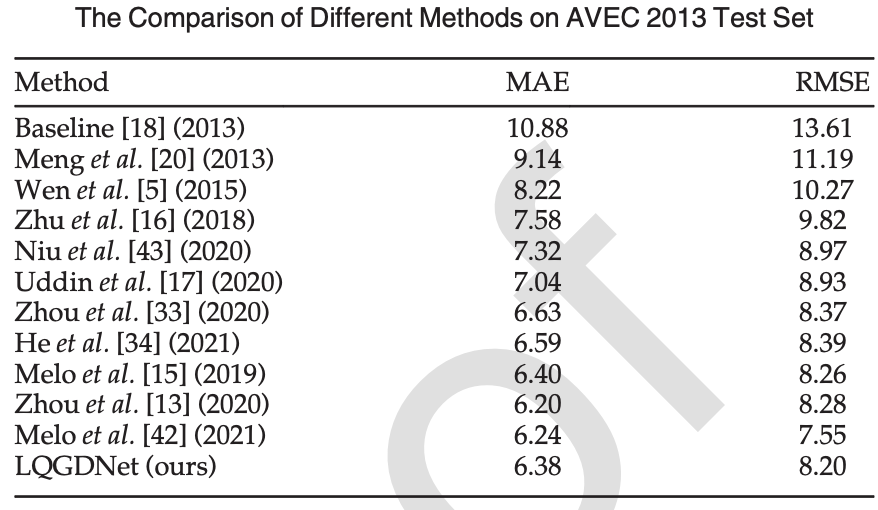 The Comparison of Different Methods on AVEC 2013 Test Set
Method MAE RMSE
Baseline [18] (2013) 10.88 13.61
Meng et al. [20] (2013) 9.14 11.19
Wen et al. [5] (2015) 8.22 10.27
Zhu et al. [16] (2018) 7.58 9.82
Niu et al. [43] (2020) 7.32 8.97
Uddin et al. [17] (2020) 7.04 8.93
Zhou et al. [33] (2020) 6.63 8.37
He et al. [34] (2021) 6.59 8.39
Melo et al. [15] (2019) 6.40 8.26
Zhou et al. [13] (2020) 6.20 8.28
Melo et al. [42] (2021) 6.24 7.55
LQGDNet (ours) 6.38 8.20